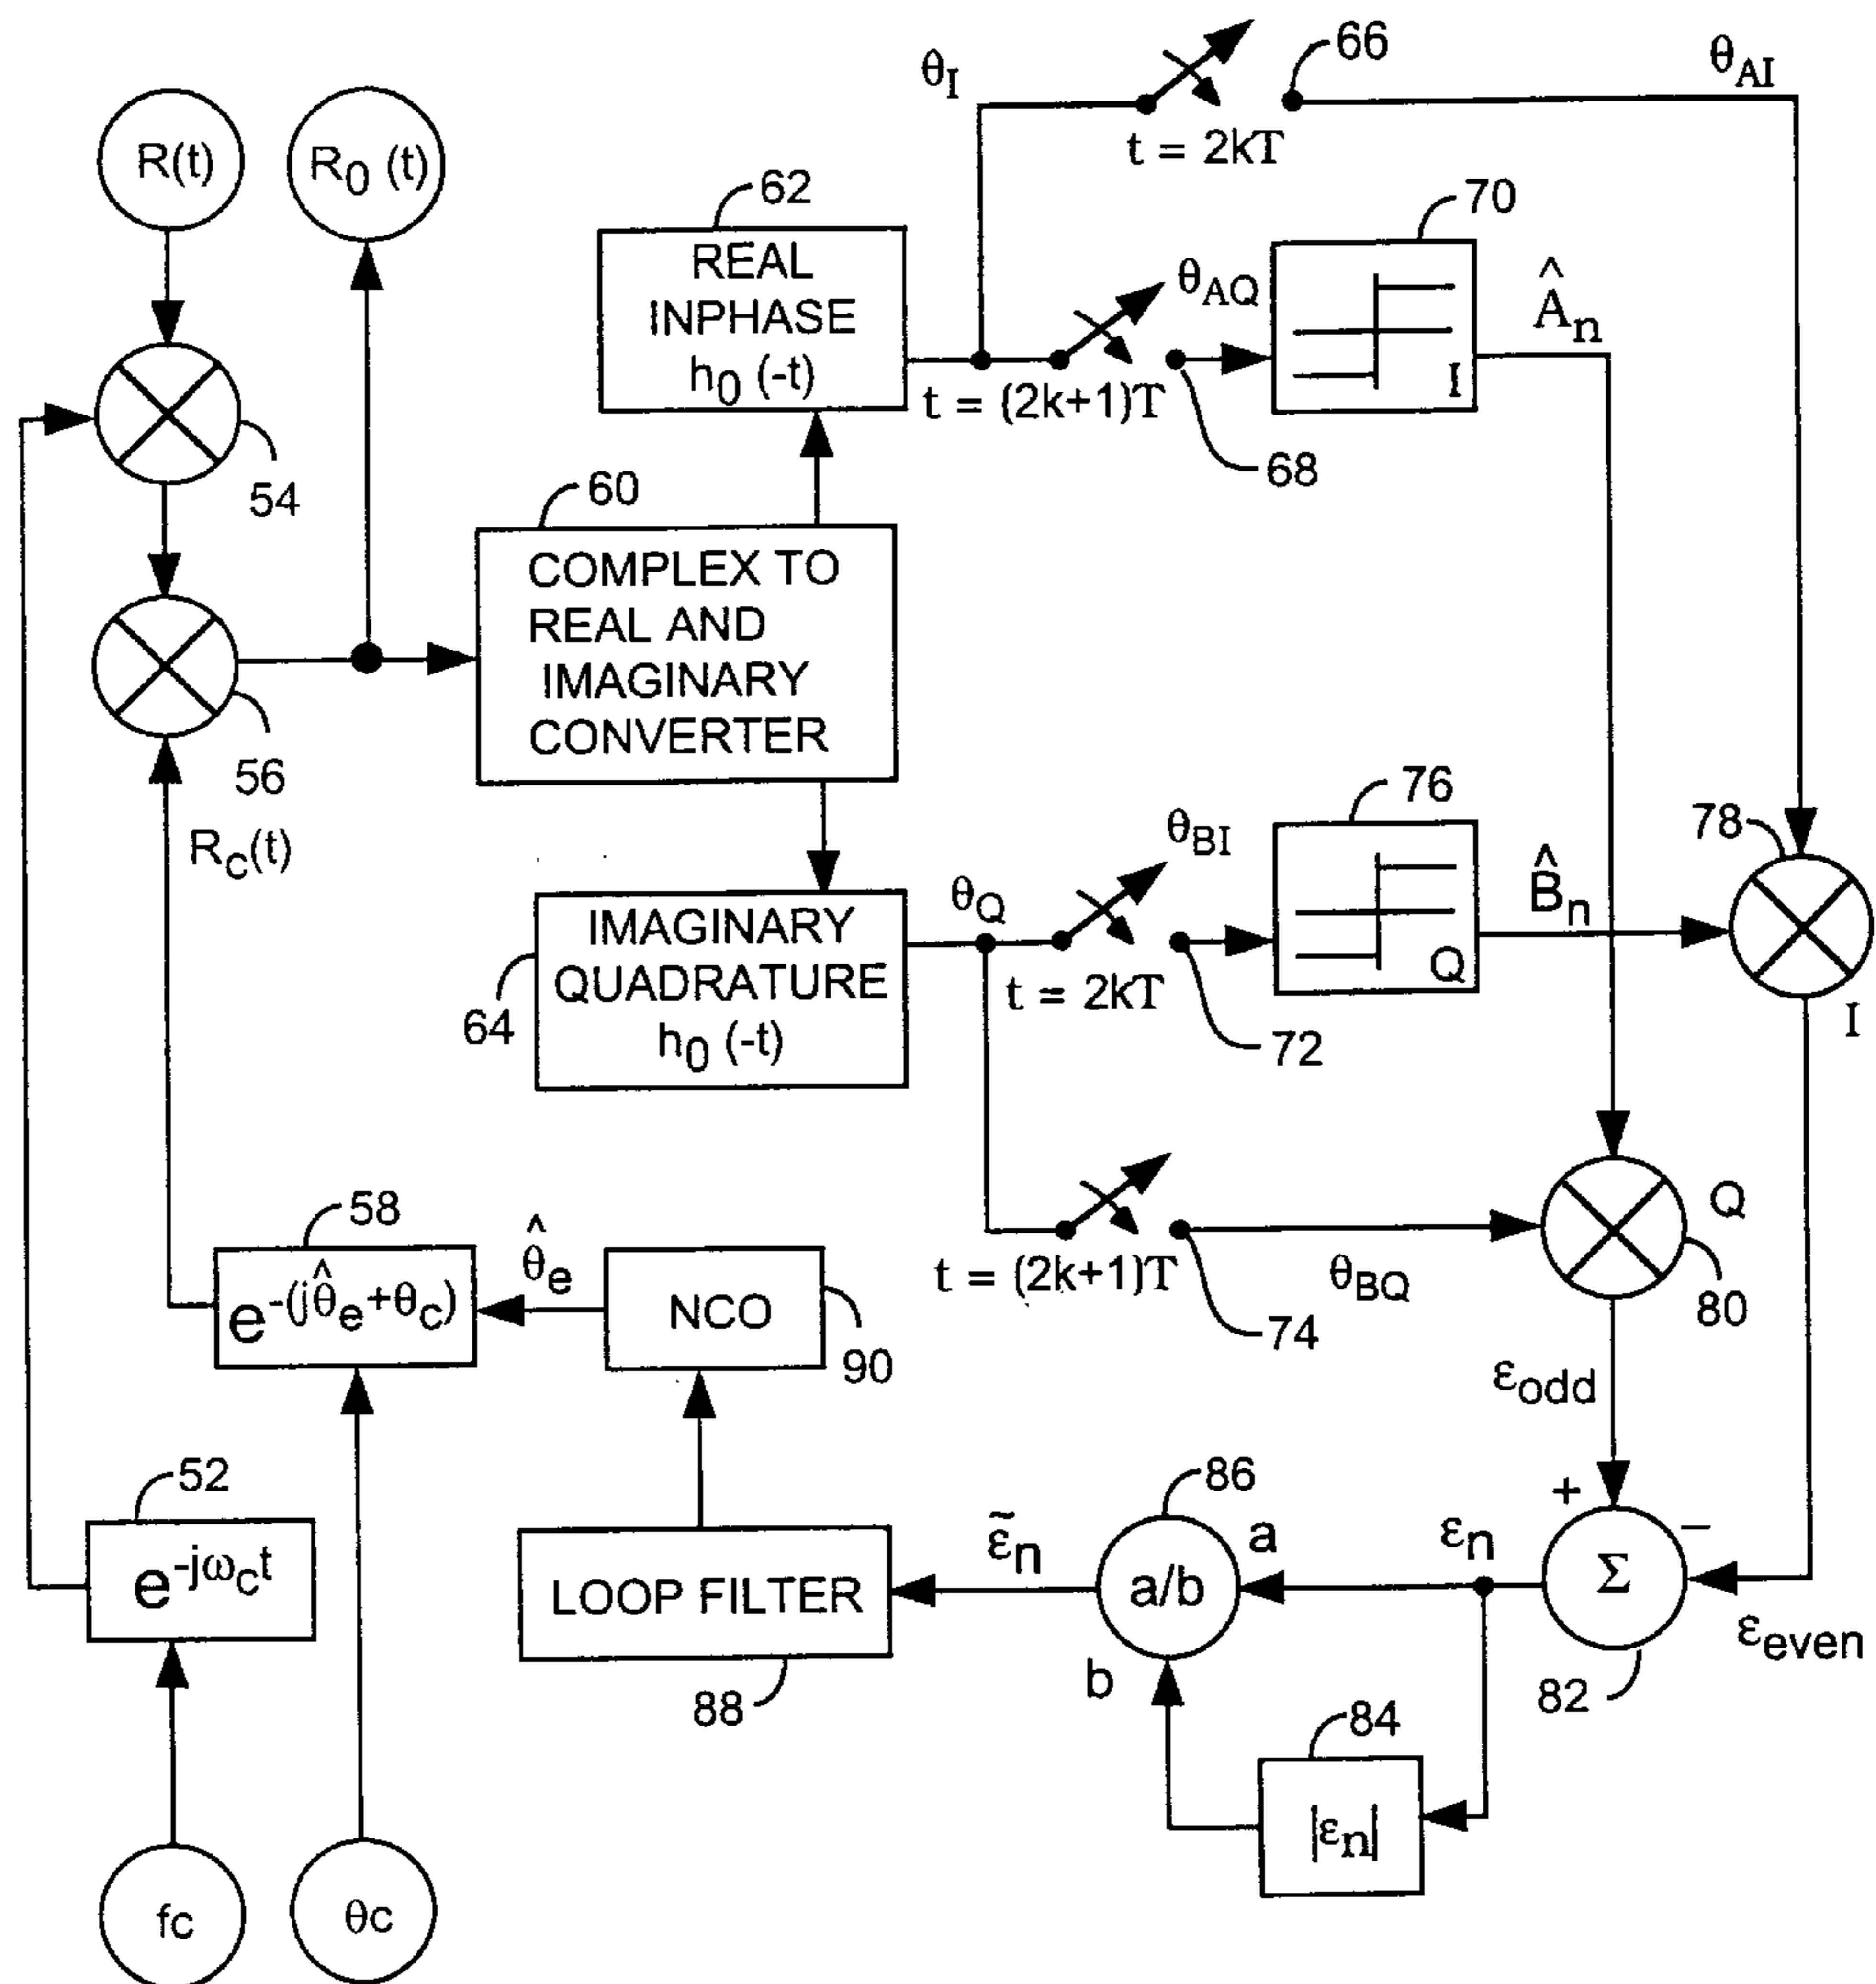 θI
66
θAI
R(t)
R0 (t)
t = 2kT
62
70
REAL
INPHASE
h0 (-t)
θAQ
Ân
I
t = (2k+1)T
68
54
60
COMPLEX TO
REAL AND
IMAGINARY
CONVERTER
56
RC(t)
76
78
θBI
B̂n
IMAGINARY
QUADRATURE
h0 (-t)
θQ
Q
t = 2kT
64
72
I
58
Q
e-(jθ̂e+θc)
θ̂e
NCO
t = (2k+1)T
θBQ
80
90
74
εodd
52
86
+
−
e-jωCt
LOOP FILTER
ε̃n
a
a/b
εn
Σ
εeven
b
88
82
84
|εn|
fc
θc